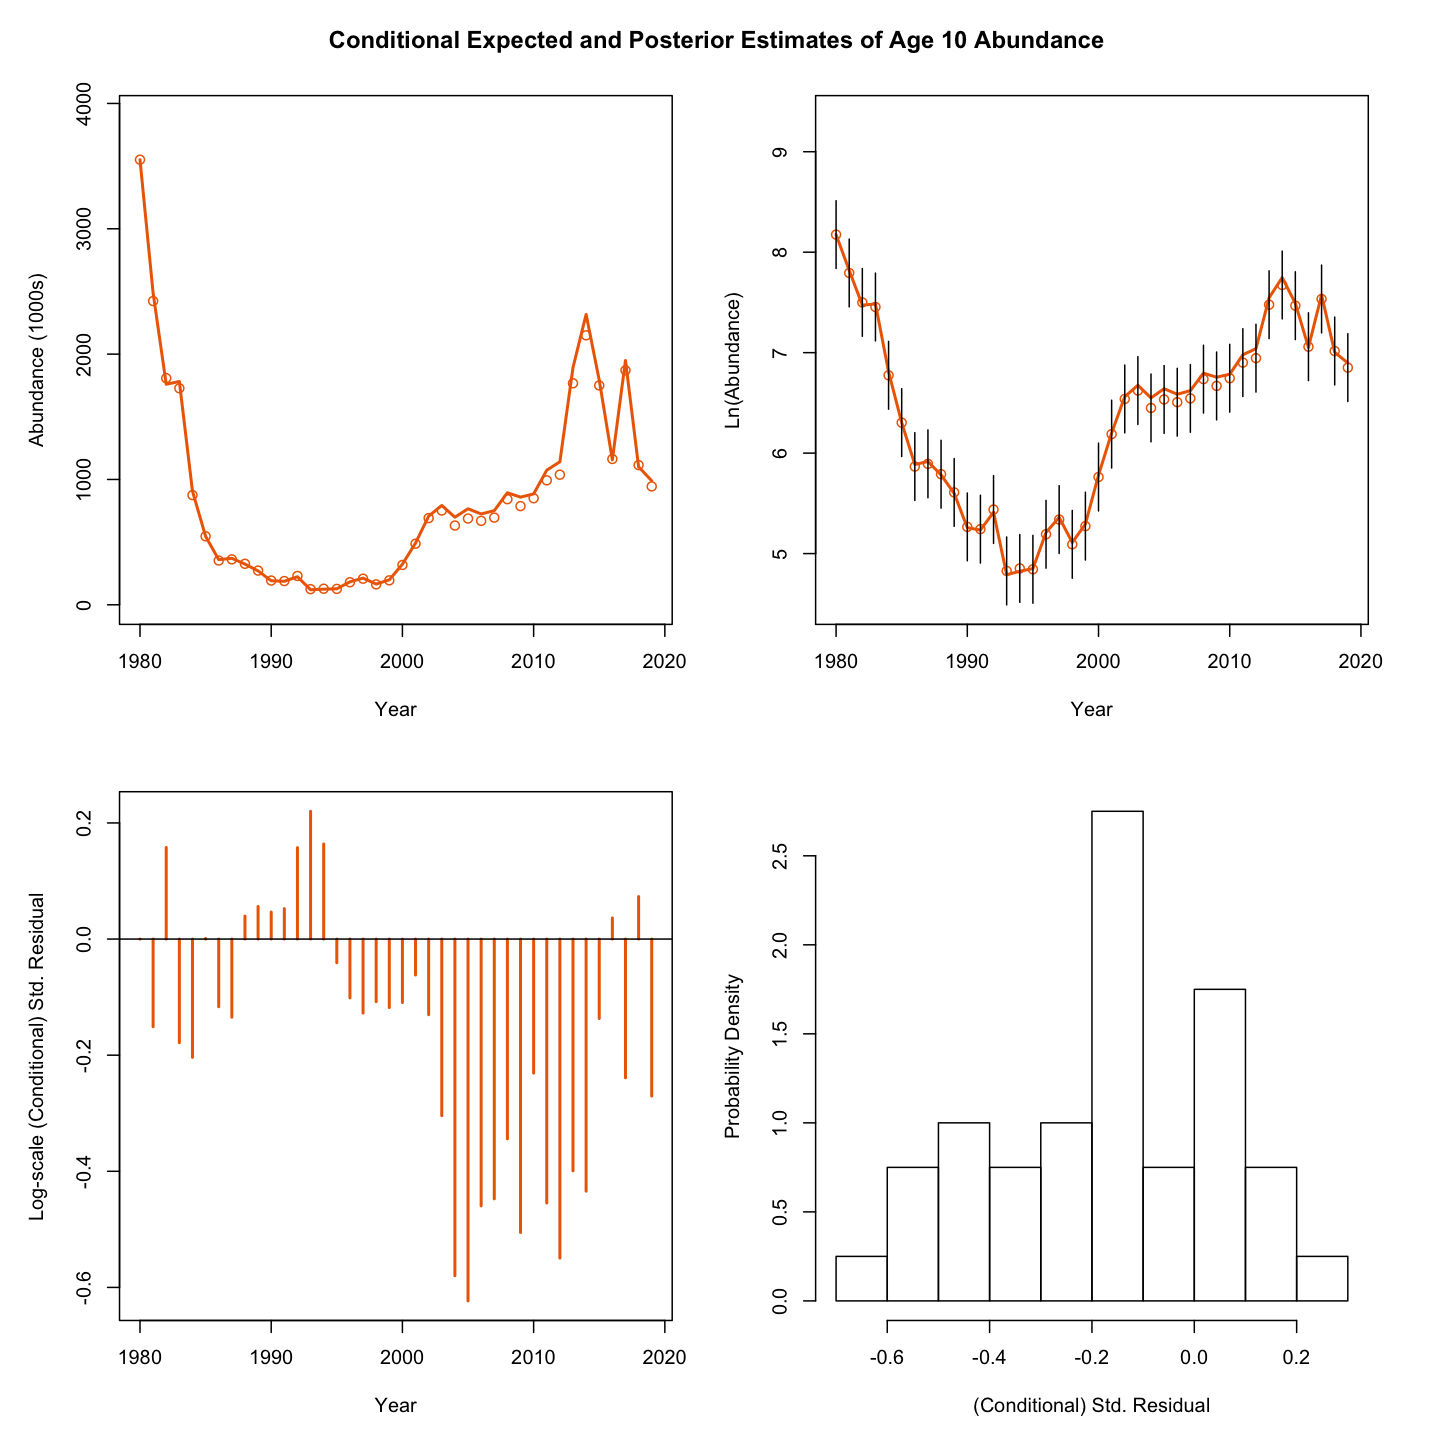 Conditional Expected and Posterior Estimates of Age 10 Abundance
Abundance (1000s)
4000
3000
2000
1000
0
1980 1990 2000 2010 2020
Year
Ln(Abundance)
9
8
7
6
5
1980 1990 2000 2010 2020
Year
Log-scale (Conditional) Std. Residual
0.2
0.0
-0.2
-0.4
-0.6
1980 1990 2000 2010 2020
Year
Probability Density
2.5
2.0
1.5
1.0
0.5
0.0
-0.6 -0.4 -0.2 0.0 0.2
(Conditional) Std. Residual